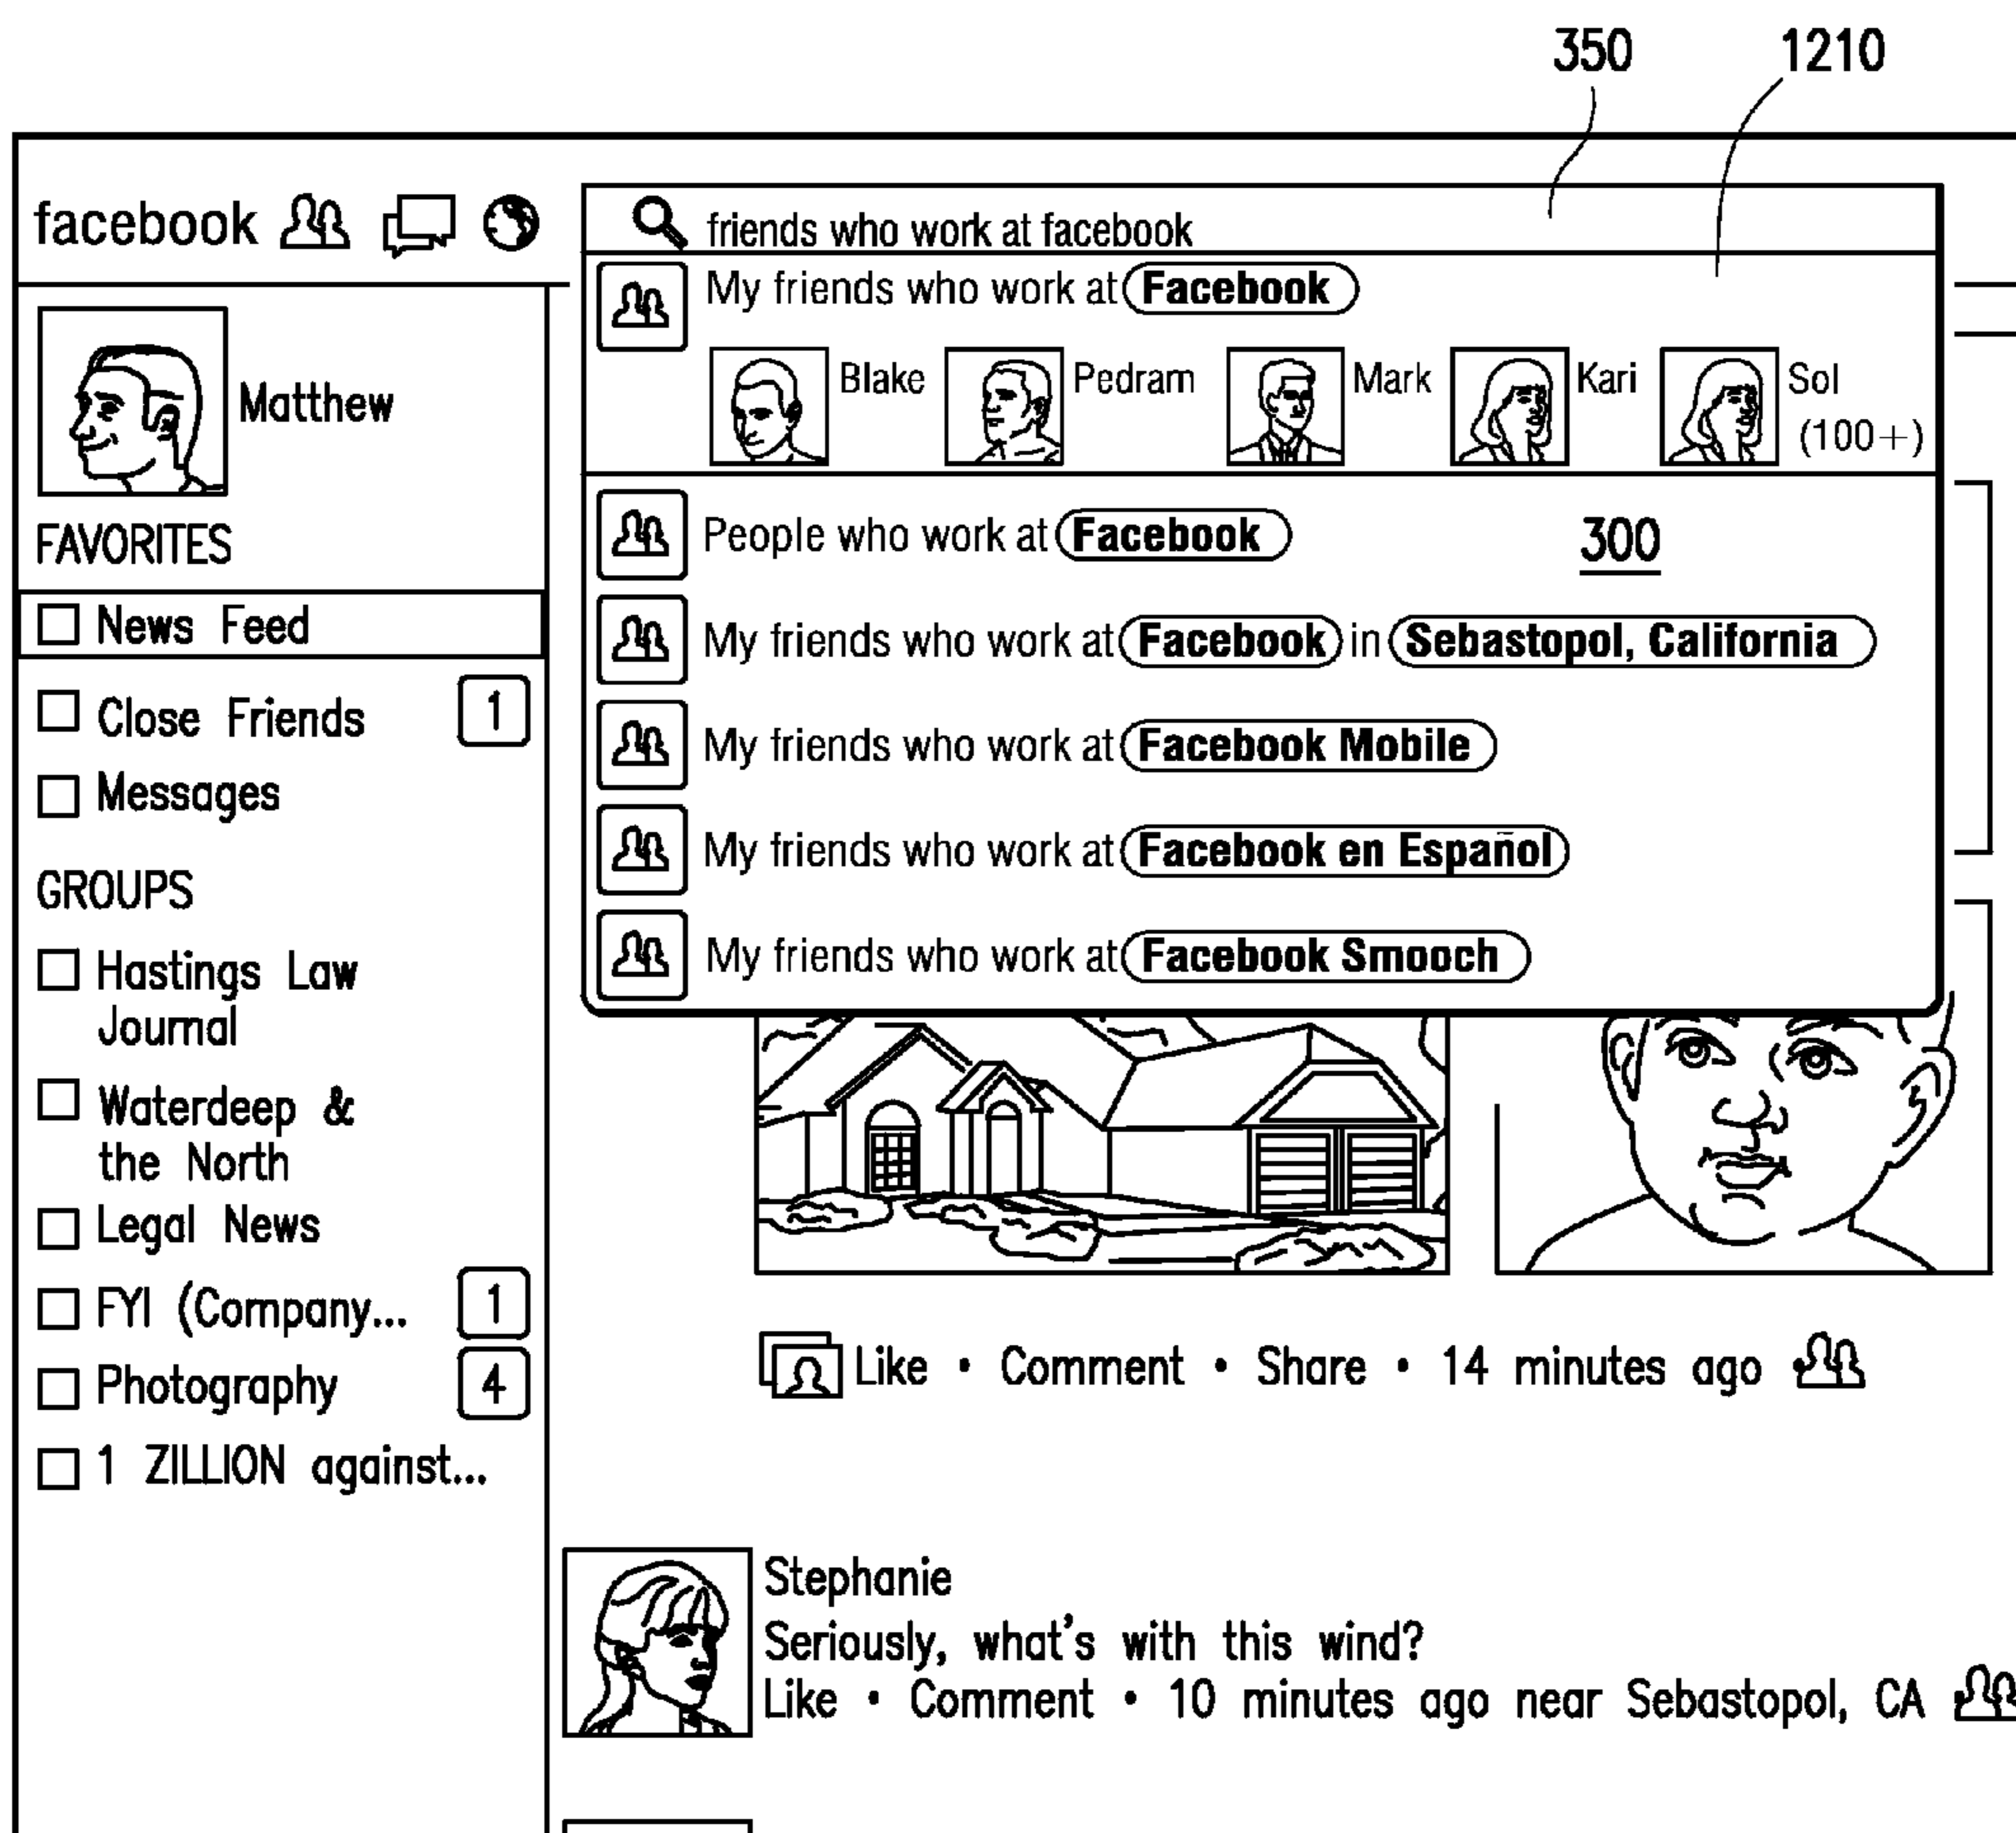 350 1210
facebook
friends who work at facebook
My friends who work at Facebook
Blake Pedram Mark Kari Sol
(100+)
People who work at Facebook
300
My friends who work at Facebook in Sebastopol, California
My friends who work at Facebook Mobile
My friends who work at Facebook en Español
My friends who work at Facebook Smooch
Matthew
FAVORITES
News Feed
Close Friends 1
Messages
GROUPS
Hastings Law
Journal
Waterdeep &
the North
Legal News
FYI (Company... 1
Photography 4
1 ZILLION against...
Like • Comment • Share • 14 minutes ago
Stephanie
Seriously, what's with this wind?
Like • Comment • 10 minutes ago near Sebastopol, CA